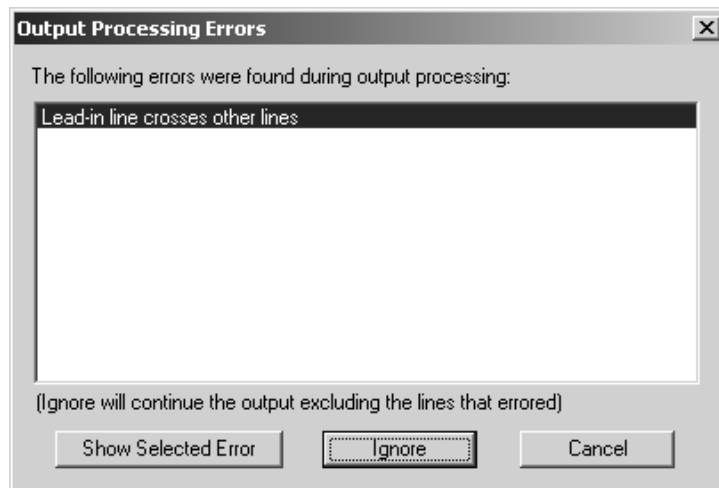 Output Processing Errors
The following errors were found during output processing:
Lead-in line crosses other lines
(Ignore will continue the output excluding the lines that errored)
Show Selected Error
Ignore
Cancel